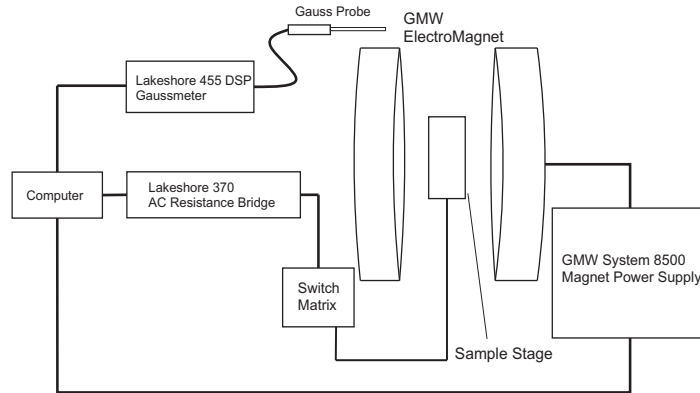 Gauss Probe
GMW
ElectroMagnet
Lakeshore 455 DSP
Gaussmeter
Computer
Lakeshore 370
AC Resistance Bridge
Switch
Matrix
GMW System 8500
Magnet Power Supply
Sample Stage